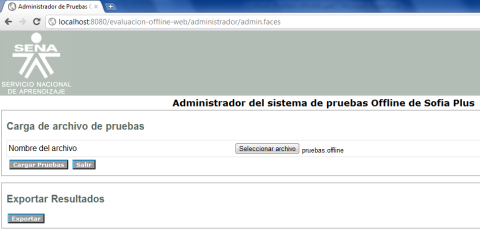 Administrador de Pruebas (
localhost:8080/evaluacion-offline-web/administrador/admin.faces
SENA
SERVICIO NACIONAL
DE APRENDIZAJE
Administrador del sistema de pruebas Offline de Sofia Plus
Carga de archivo de pruebas
Nombre del archivo Seleccionar archivo pruebas.offline
Cargar Pruebas Salir
Exportar Resultados
Exportar